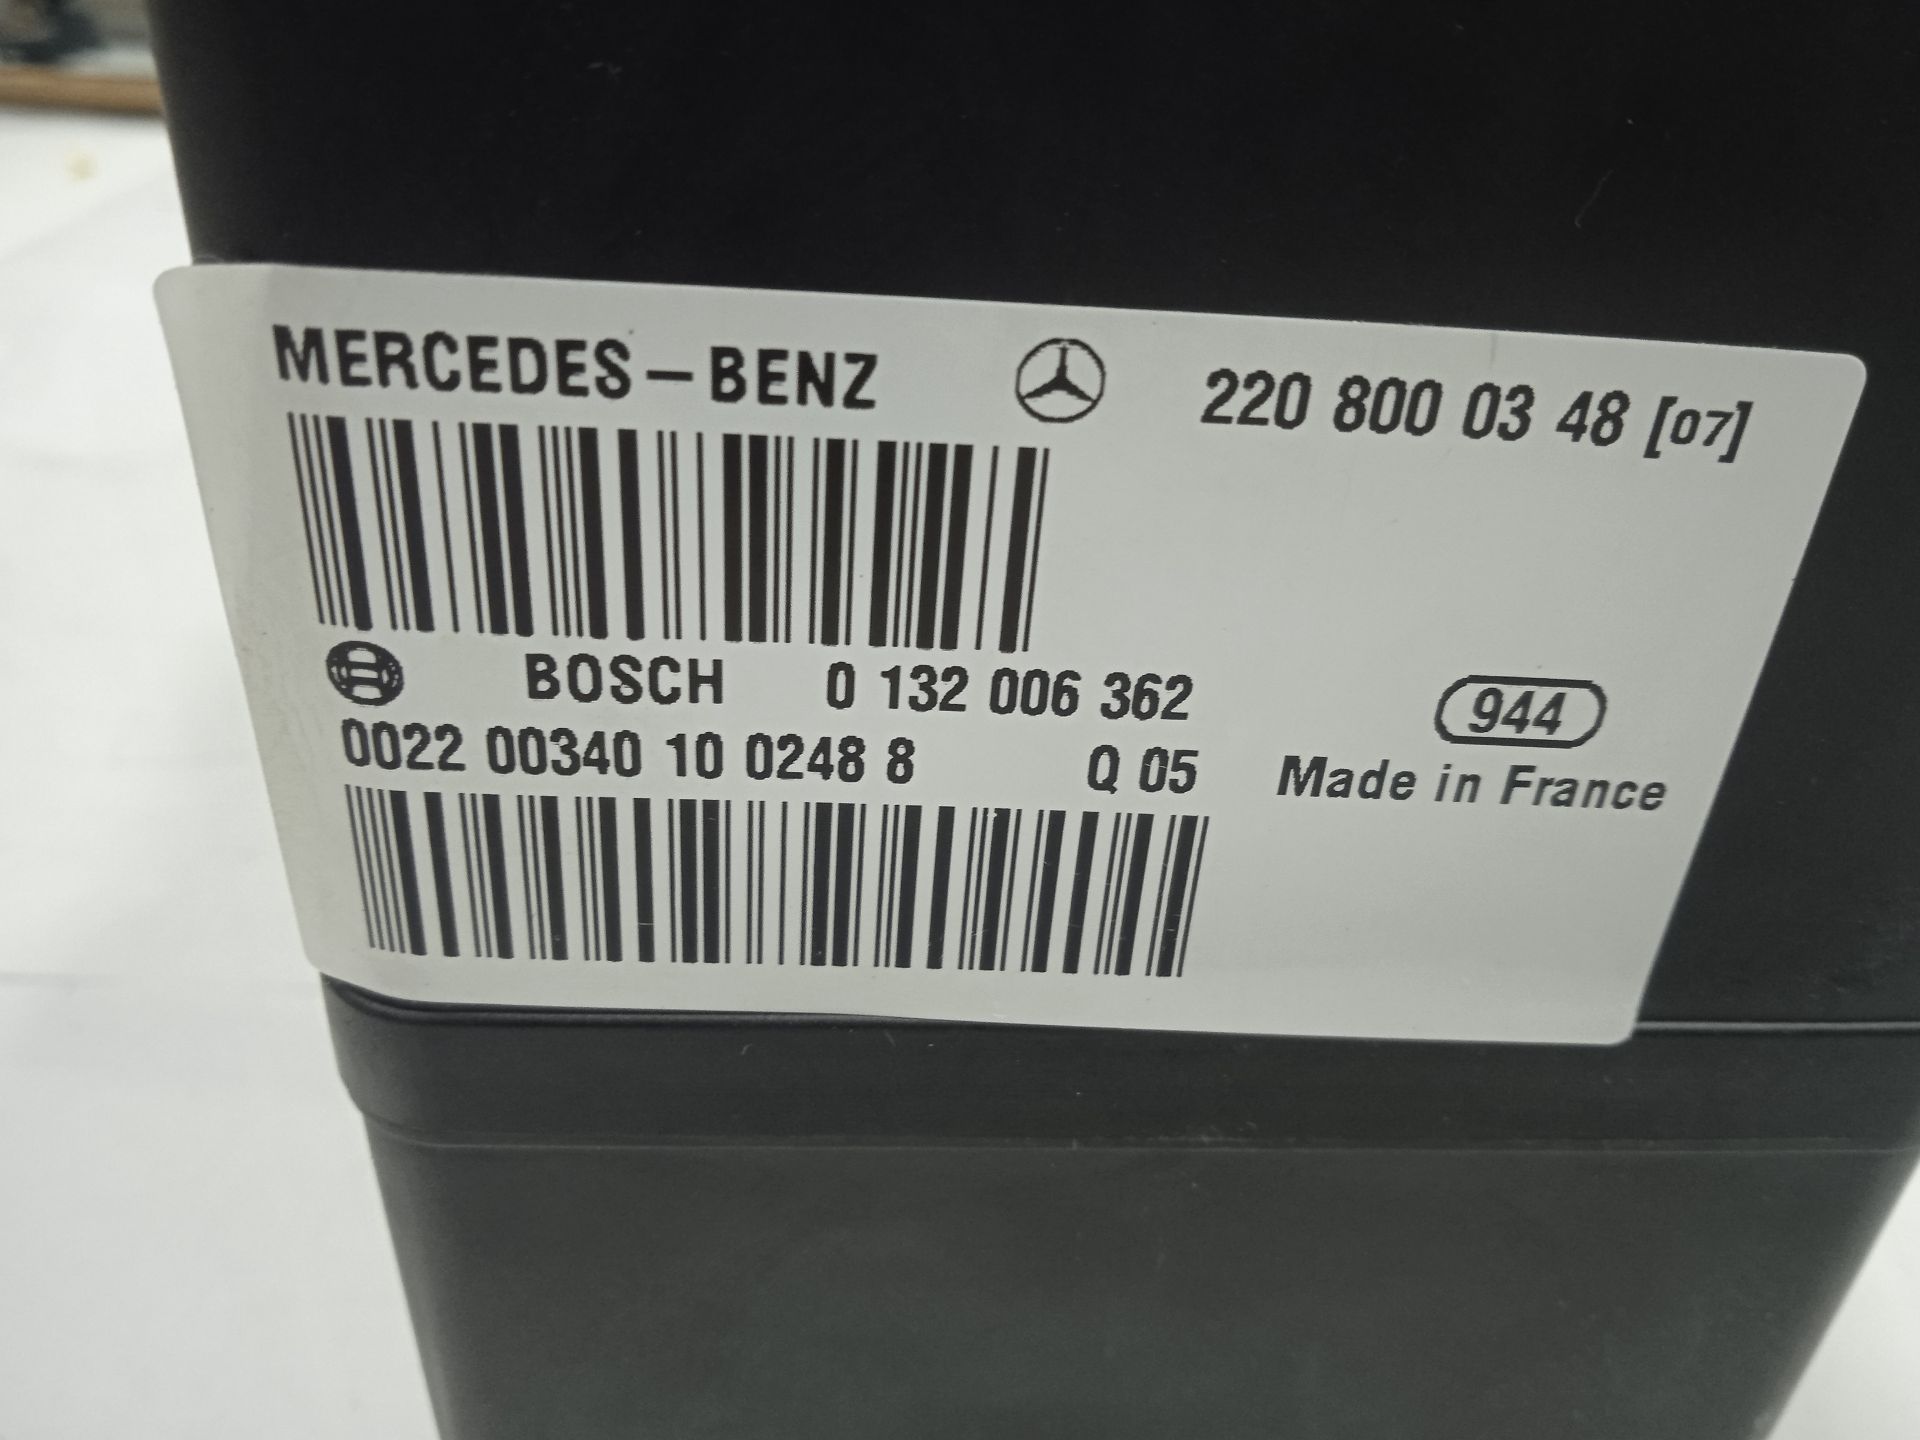 MERCEDES-BENZ 220 800 03 48 [07]
BOSCH 0 132 006 362 944
0022 00340 10 0248 8 Q 05 Made in France